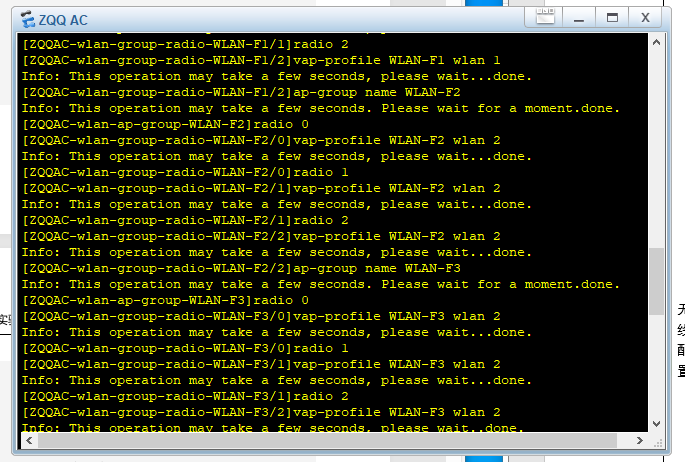 ZQQ AC
[ZQQAC-wlan-group-radio-WLAN-F1/1]radio 2
[ZQQAC-wlan-group-radio-WLAN-F1/2]vap-profile WLAN-F1 wlan 1
Info: This operation may take a few seconds, please wait...done.
[ZQQAC-wlan-group-radio-WLAN-F1/2]ap-group name WLAN-F2
Info: This operation may take a few seconds. Please wait for a moment.done.
[ZQQAC-wlan-ap-group-WLAN-F2]radio 0
[ZQQAC-wlan-group-radio-WLAN-F2/0]vap-profile WLAN-F2 wlan 2
Info: This operation may take a few seconds, please wait...done.
[ZQQAC-wlan-group-radio-WLAN-F2/0]radio 1
[ZQQAC-wlan-group-radio-WLAN-F2/1]vap-profile WLAN-F2 wlan 2
Info: This operation may take a few seconds, please wait...done.
[ZQQAC-wlan-group-radio-WLAN-F2/1]radio 2
[ZQQAC-wlan-group-radio-WLAN-F2/2]vap-profile WLAN-F2 wlan 2
Info: This operation may take a few seconds, please wait...done.
[ZQQAC-wlan-group-radio-WLAN-F2/2]ap-group name WLAN-F3
Info: This operation may take a few seconds. Please wait for a moment.done.
[ZQQAC-wlan-ap-group-WLAN-F3]radio 0
[ZQQAC-wlan-group-radio-WLAN-F3/0]vap-profile WLAN-F3 wlan 2
Info: This operation may take a few seconds, please wait...done.
[ZQQAC-wlan-group-radio-WLAN-F3/0]radio 1
[ZQQAC-wlan-group-radio-WLAN-F3/1]vap-profile WLAN-F3 wlan 2
Info: This operation may take a few seconds, please wait...done.
[ZQQAC-wlan-group-radio-WLAN-F3/1]radio 2
[ZQQAC-wlan-group-radio-WLAN-F3/2]vap-profile WLAN-F3 wlan 2
Info: This operation may take a few seconds, please wait...done.
无
线
配
置